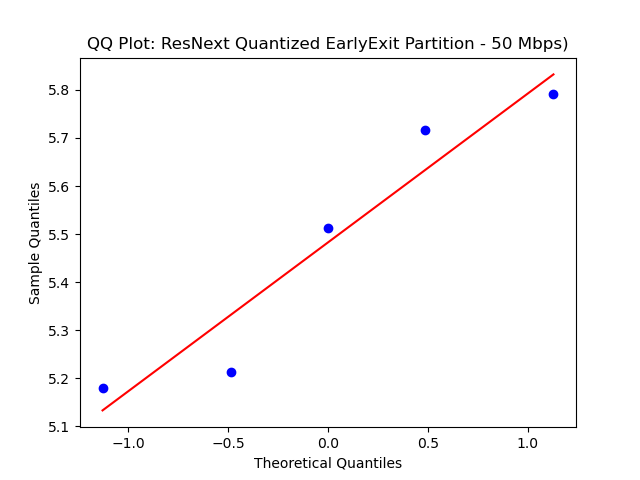 QQ Plot: ResNext Quantized EarlyExit Partition - 50 Mbps)
5.8
5.7
5.6
5.5
5.4
5.3
5.2
5.1
Sample Quantiles
−1.0 −0.5 0.0 0.5 1.0
Theoretical Quantiles